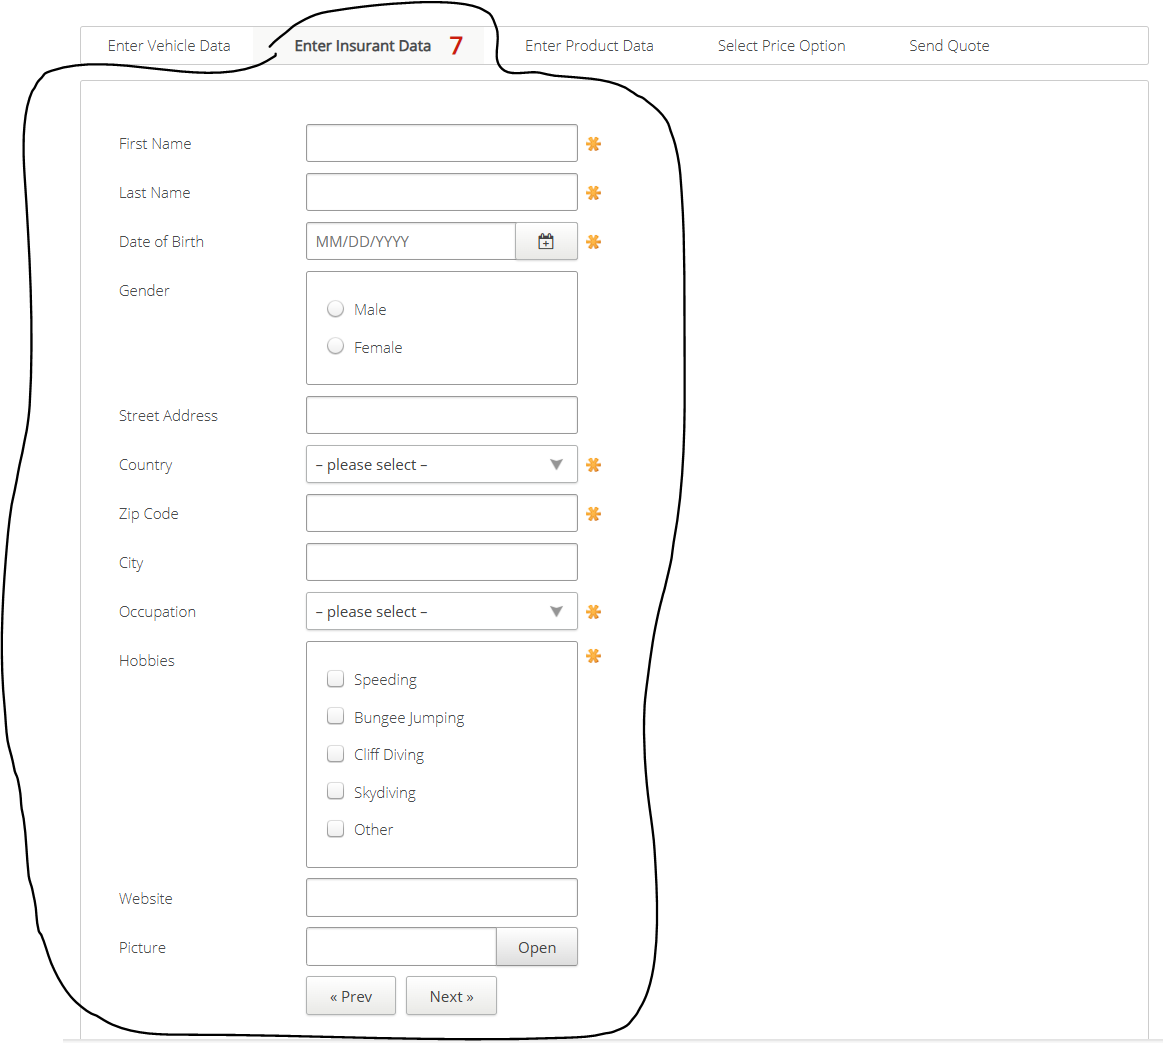 Enter Vehicle Data Enter Insurant Data 7 Enter Product Data Select Price Option Send Quote
First Name
Last Name
Date of Birth MM/DD/YYYY
Gender
Male
Female
Street Address
Country – please select –
Zip Code
City
Occupation – please select –
Hobbies
Speeding
Bungee Jumping
Cliff Diving
Skydiving
Other
Website
Picture Open
« Prev Next »